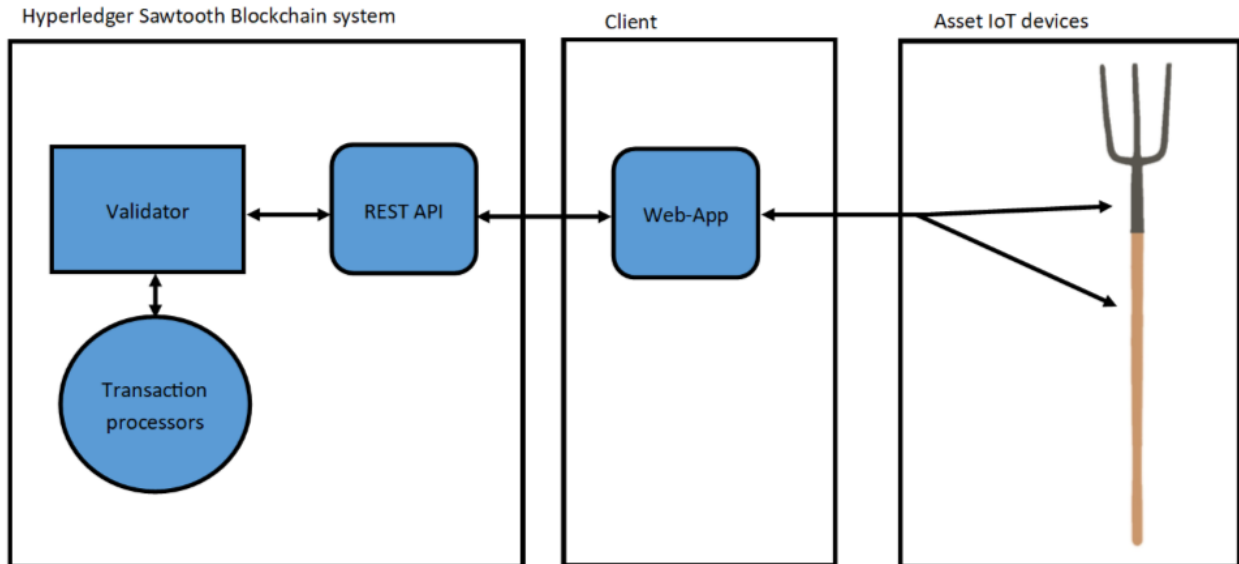 Hyperledger Sawtooth Blockchain system
Client
Asset IoT devices
Validator
REST API
Web-App
Transaction
processors